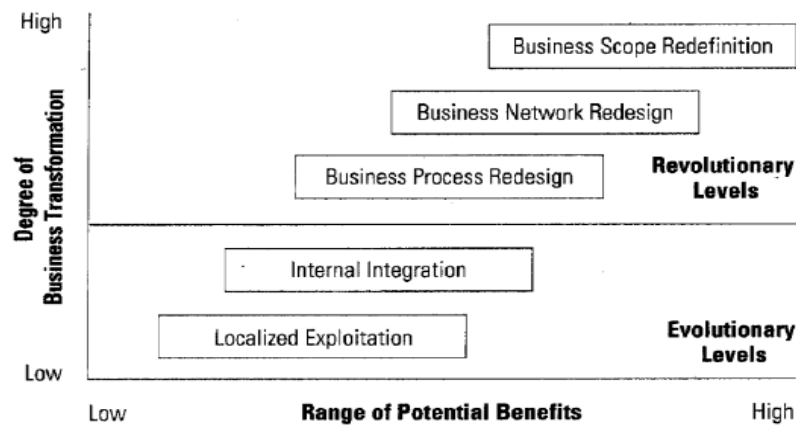 High
Business Scope Redefinition
Business Network Redesign
Business Process Redesign
Revolutionary
Levels
Degree of
Business Transformation
Internal Integration
Localized Exploitation
Evolutionary
Levels
Low
Low
Range of Potential Benefits
High